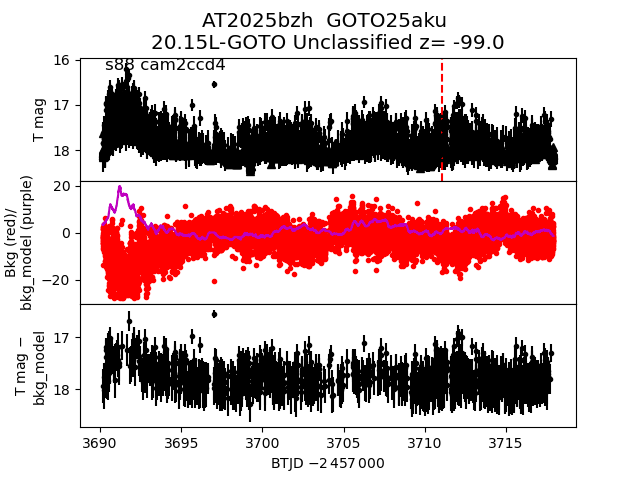 AT2025bzh  GOTO25aku
20.15L-GOTO Unclassified z= -99.0
s88 cam2ccd4
16
17
18
T mag
20
0
−20
Bkg (red)/
bkg_model (purple)
17
18
T mag −
bkg_model
3690
3695
3700
3705
3710
3715
BTJD −2 457 000